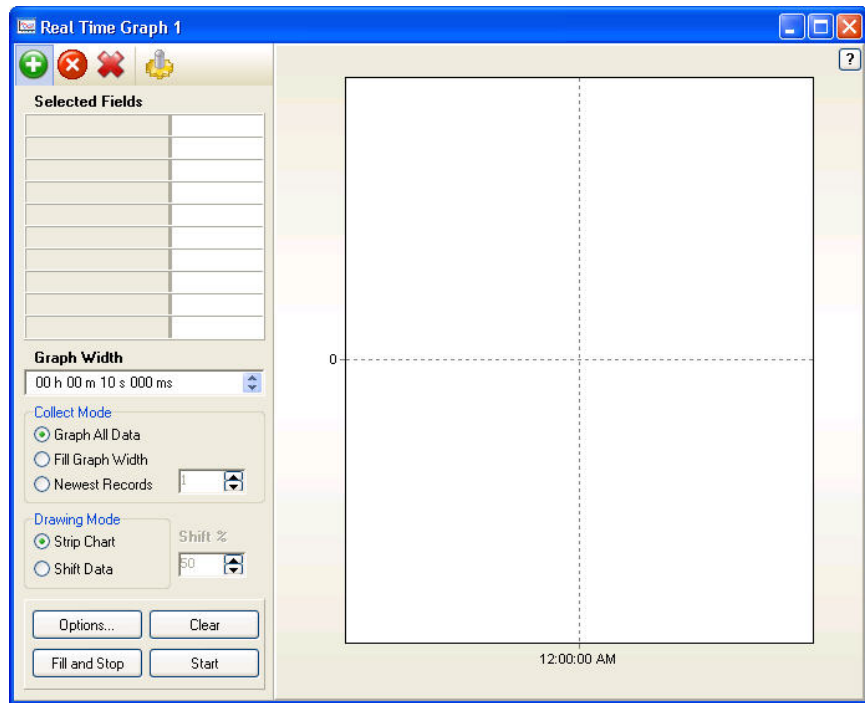 Real Time Graph 1
?
Selected Fields
Graph Width
00 h 00 m 10 s 000 ms
Collect Mode
Graph All Data
Fill Graph Width
Newest Records 1
Drawing Mode
Strip Chart
Shift %
Shift Data 50
Options... Clear
Fill and Stop Start
0
12:00:00 AM